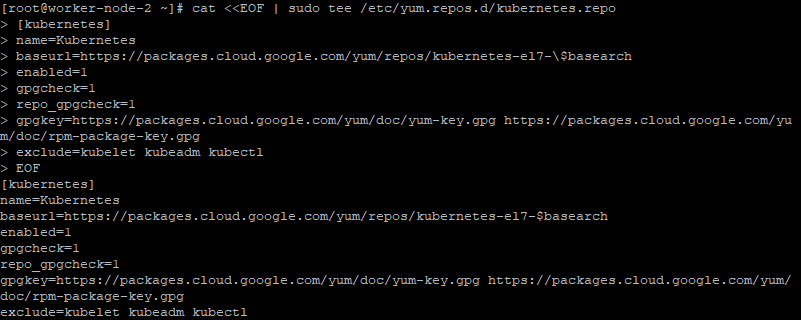 [root@worker-node-2 ~]# cat <<EOF | sudo tee /etc/yum.repos.d/kubernetes.repo
> [kubernetes]
> name=Kubernetes
> baseurl=https://packages.cloud.google.com/yum/repos/kubernetes-el7-\$basearch
> enabled=1
> gpgcheck=1
> repo_gpgcheck=1
> gpgkey=https://packages.cloud.google.com/yum/doc/yum-key.gpg https://packages.cloud.google.com/yu
m/doc/rpm-package-key.gpg
> exclude=kubelet kubeadm kubectl
> EOF
[kubernetes]
name=Kubernetes
baseurl=https://packages.cloud.google.com/yum/repos/kubernetes-el7-$basearch
enabled=1
gpgcheck=1
repo_gpgcheck=1
gpgkey=https://packages.cloud.google.com/yum/doc/yum-key.gpg https://packages.cloud.google.com/yum/
doc/rpm-package-key.gpg
exclude=kubelet kubeadm kubectl